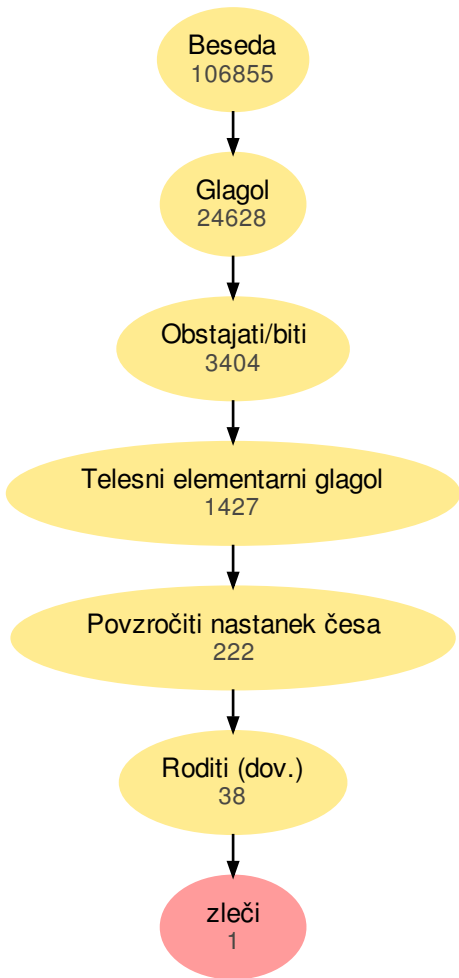 Beseda
106855
Glagol
24628
Obstajati/biti
3404
Telesni elementarni glagol
1427
Povzročiti nastanek česa
222
Roditi (dov.)
38
zleči
1